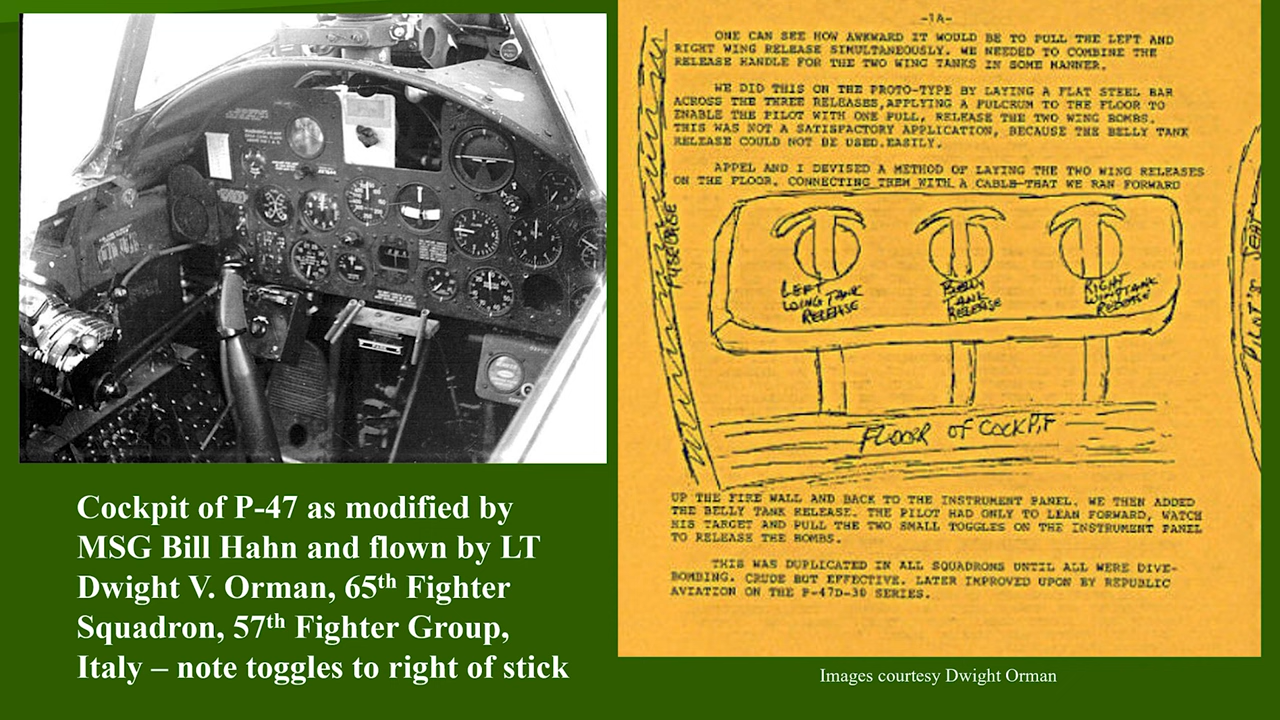 Cockpit of P-47 as modified by
MSG Bill Hahn and flown by LT
Dwight V. Orman, 65th Fighter
Squadron, 57th Fighter Group,
Italy – note toggles to right of stick
-1A-
ONE CAN SEE HOW AWKWARD IT WOULD BE TO PULL THE LEFT AND
RIGHT WING RELEASE SIMULTANEOUSLY. WE NEEDED TO COMBINE THE
RELEASE HANDLE FOR THE TWO WING TANKS IN SOME MANNER.
WE DID THIS ON THE PROTO-TYPE BY LAYING A FLAT STEEL BAR
ACROSS THE THREE RELEASES,APPLYING A FULCRUM TO THE FLOOR TO
ENABLE THE PILOT WITH ONE PULL, RELEASE THE TWO WING BOMBS.
THIS WAS NOT A SATISFACTORY APPLICATION, BECAUSE THE BELLY TANK
RELEASE COULD NOT BE USED EASILY.
APPEL AND I DEVISED A METHOD OF LAYING THE TWO WING RELEASES
ON THE FLOOR. CONNECTING THEM WITH A CABLE THAT WE RAN FORWARD
LEFT
WING TANK
RELEASE
BELLY
TANK
RELEASE
RIGHT
WING TANK
RELEASE
PILOT'S SEAT
FLOOR OF COCKPIT
UP THE FIRE WALL AND BACK TO THE INSTRUMENT PANEL. WE THEN ADDED
THE BELLY TANK RELEASE. THE PILOT HAD ONLY TO LEAN FORWARD, WATCH
HIS TARGET AND PULL THE TWO SMALL TOGGLES ON THE INSTRUMENT PANEL
TO RELEASE THE BOMBS.
THIS WAS DUPLICATED IN ALL SQUADRONS UNTIL ALL WERE DIVE-
BOMBING. CRUDE BUT EFFECTIVE. LATER IMPROVED UPON BY REPUBLIC
AVIATION ON THE P-47D-30 SERIES.
Images courtesy Dwight Orman